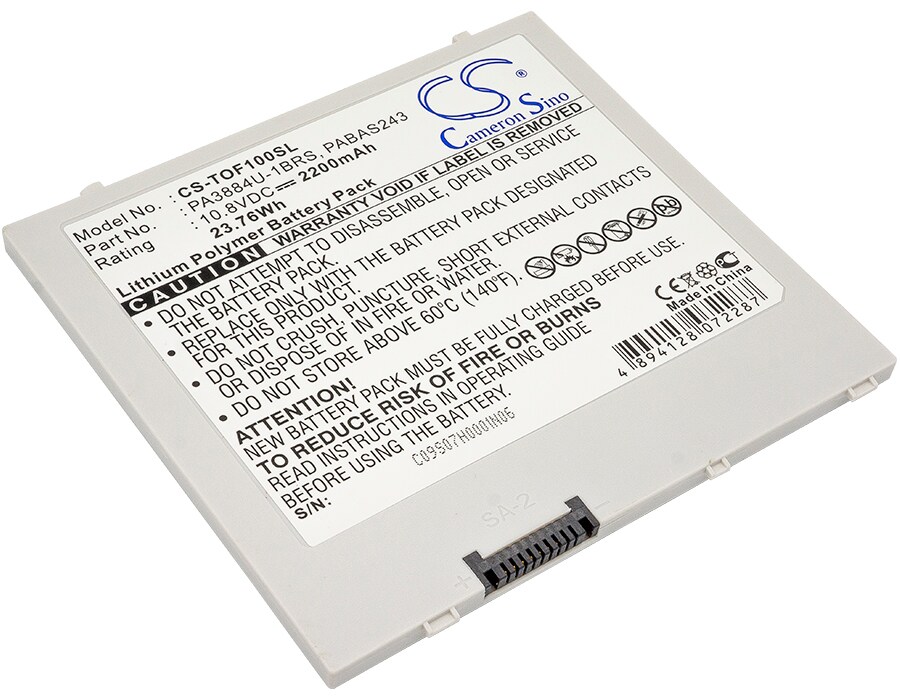 CS®
Cameron Sino
Model No. : CS-TOF100SL
Part No. : PA3884U-1BRS, PABAS243
Rating : 10.8VDC⎓ 2200mAh
23.76Wh
Lithium Polymer Battery Pack
CAUTION WARRANTY VOID IF LABEL IS REMOVED
• DO NOT ATTEMPT TO DISASSEMBLE, OPEN OR SERVICE
THE BATTERY PACK.
• REPLACE ONLY WITH THE BATTERY PACK DESIGNATED
FOR THIS PRODUCT.
• DO NOT CRUSH, PUNCTURE, SHORT EXTERNAL CONTACTS
OR DISPOSE OF IN FIRE OR WATER.
• DO NOT STORE ABOVE 60°C (140°F)
ATTENTION!
NEW BATTERY PACK MUST BE FULLY CHARGED BEFORE USE.
TO REDUCE RISK OF FIRE OR BURNS
READ INSTRUCTIONS IN OPERATING GUIDE
BEFORE USING THE BATTERY.
S/N:
C09507H0001N06
CE
Made In China
4 894128 072287
SA-2
+
−